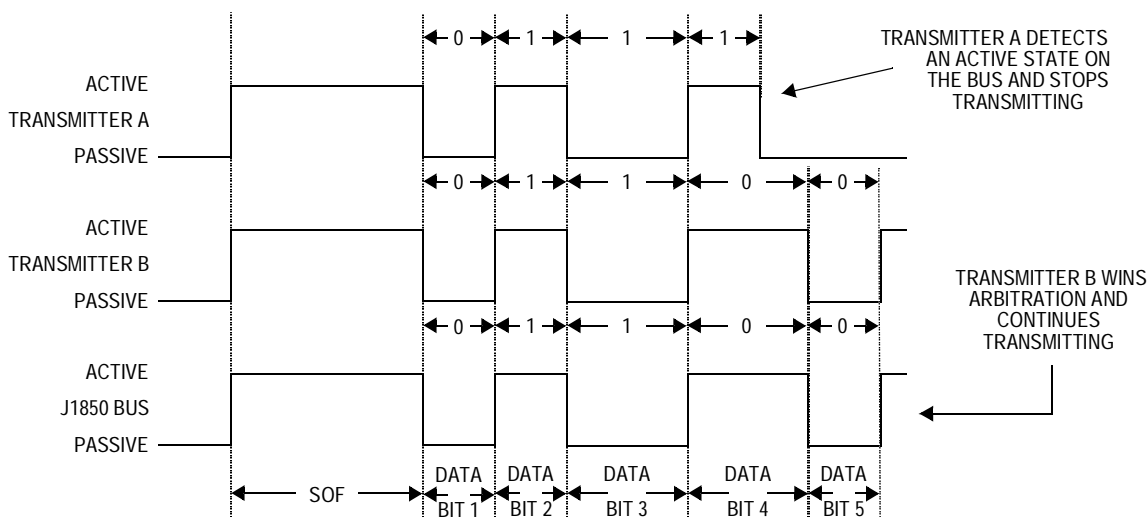 0 1 1 1
TRANSMITTER A DETECTS
AN ACTIVE STATE ON
THE BUS AND STOPS
TRANSMITTING
ACTIVE
TRANSMITTER A
PASSIVE
0 1 1 0 0
ACTIVE
TRANSMITTER B
PASSIVE
TRANSMITTER B WINS
ARBITRATION AND
CONTINUES
TRANSMITTING
0 1 1 0 0
ACTIVE
J1850 BUS
PASSIVE
SOF
DATA
BIT 1
DATA
BIT 2
DATA
BIT 3
DATA
BIT 4
DATA
BIT 5